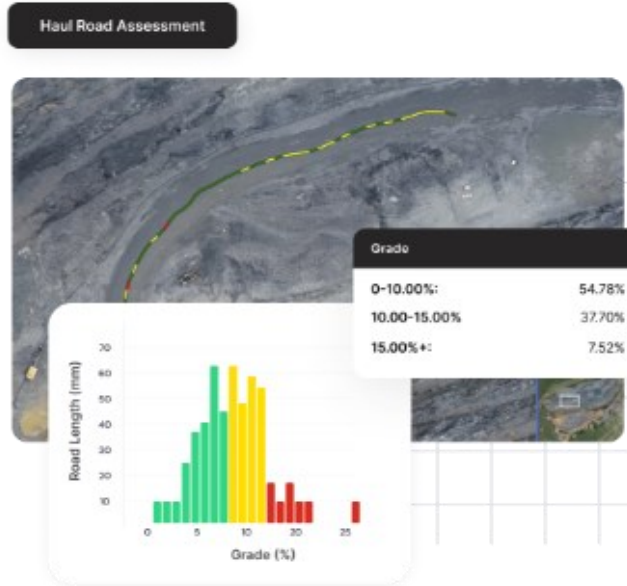 Haul Road Assessment
Grade
0-10.00%: 54.78%
10.00-15.00% 37.70%
15.00%+: 7.52%
Road Length (mm)
70
60
50
40
30
20
10
0 5 10 20 25
Grade (%)